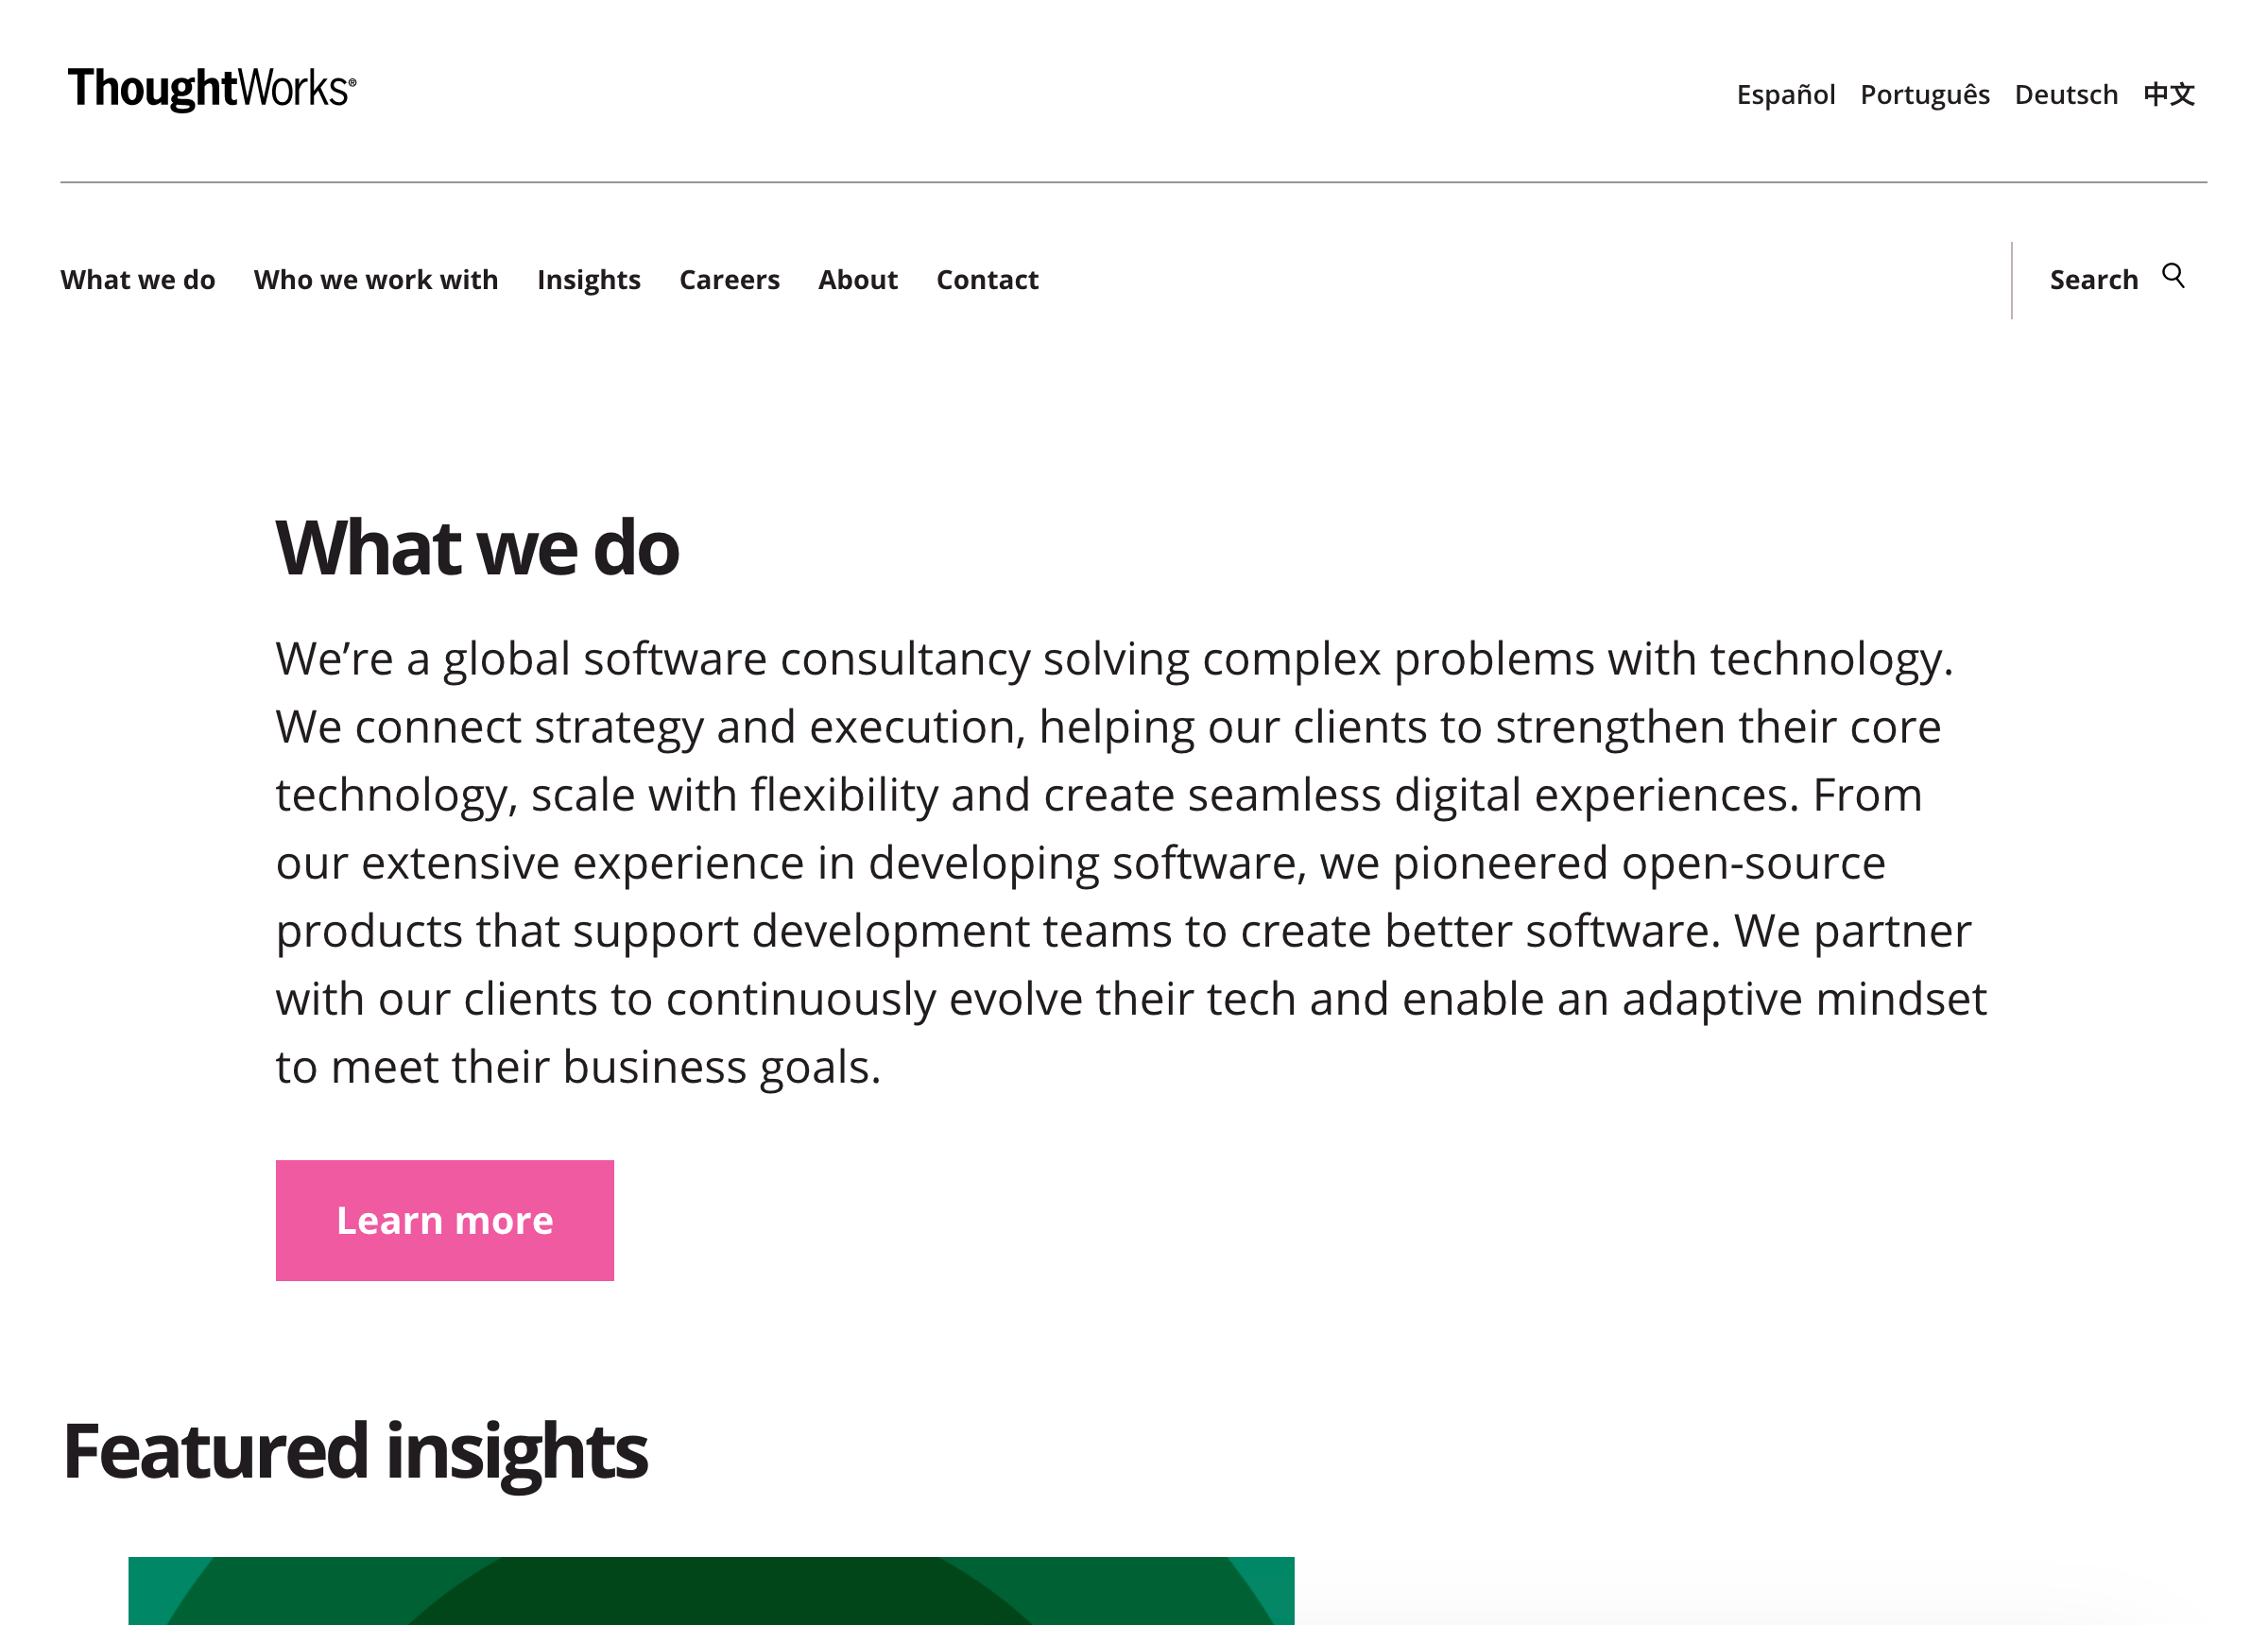 ThoughtWorks®
Español Português Deutsch 中文
What we do Who we work with Insights Careers About Contact Search
What we do
We’re a global software consultancy solving complex problems with technology.
We connect strategy and execution, helping our clients to strengthen their core
technology, scale with flexibility and create seamless digital experiences. From
our extensive experience in developing software, we pioneered open-source
products that support development teams to create better software. We partner
with our clients to continuously evolve their tech and enable an adaptive mindset
to meet their business goals.
Learn more
Featured insights